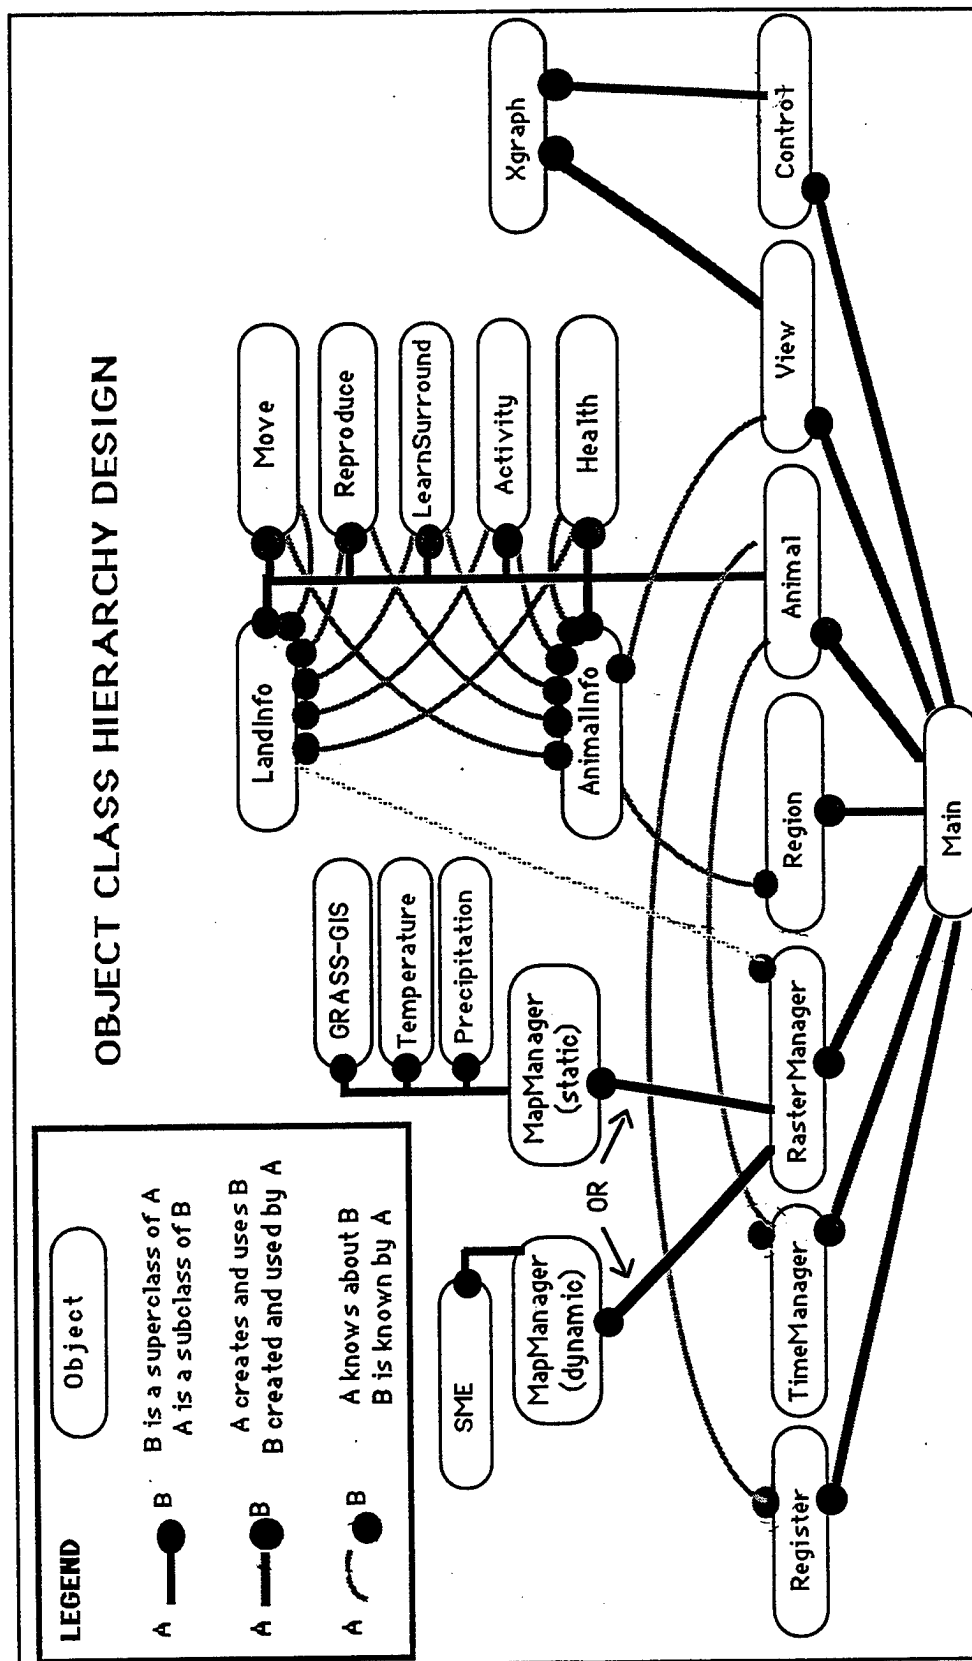 OBJECT CLASS HIERARCHY DESIGN
LEGEND
Object
A
B
B is a superclass of A
A is a subclass of B
A
B
A creates and uses B
B created and used by A
A
B
A knows about B
B is known by A
GRASS-GIS
Temperature
Precipitation
SME
MapManager
(dynamic)
OR
MapManager
(static)
LandInfo
AnimalInfo
Move
Reproduce
LearnSurround
Activity
Health
Xgraph
Register
TimeManager
RasterManager
Region
Animal
View
Control
Main